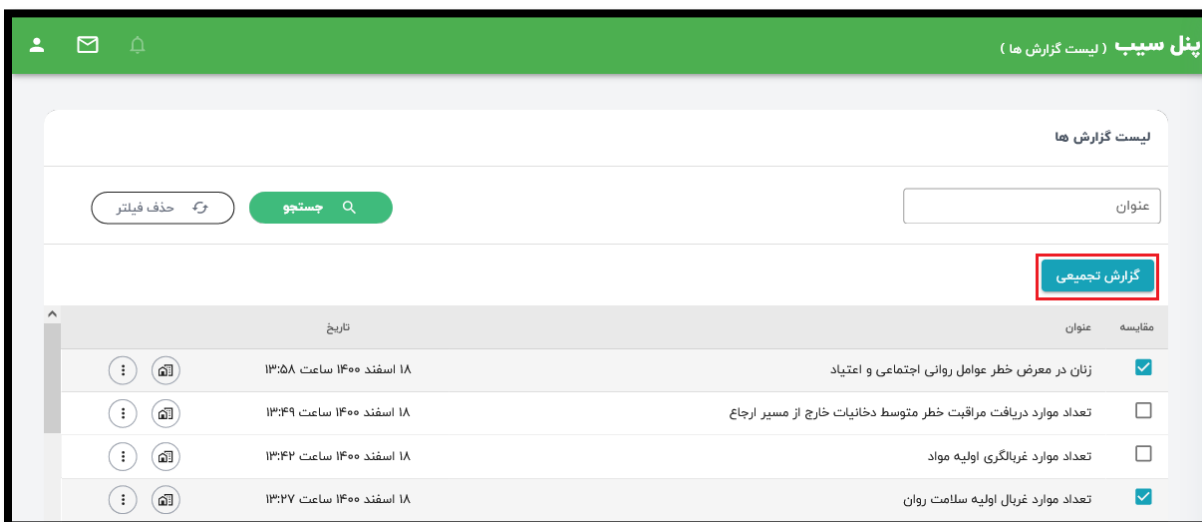 پنل سیب ( لیست گزارش ها )
لیست گزارش ها
عنوان
جستجو
حذف فیلتر
گزارش تجمیعی
مقایسه عنوان تاریخ
زنان در معرض خطر عوامل روانی اجتماعی و اعتیاد ۱۸ اسفند ۱۴۰۰ ساعت ۱۳:۵۸
تعداد موارد دریافت مراقبت خطر متوسط دخانیات خارج از مسیر ارجاع ۱۸ اسفند ۱۴۰۰ ساعت ۱۳:۴۹
تعداد موارد غربالگری اولیه مواد ۱۸ اسفند ۱۴۰۰ ساعت ۱۳:۴۲
تعداد موارد غربال اولیه سلامت روان ۱۸ اسفند ۱۴۰۰ ساعت ۱۳:۲۷